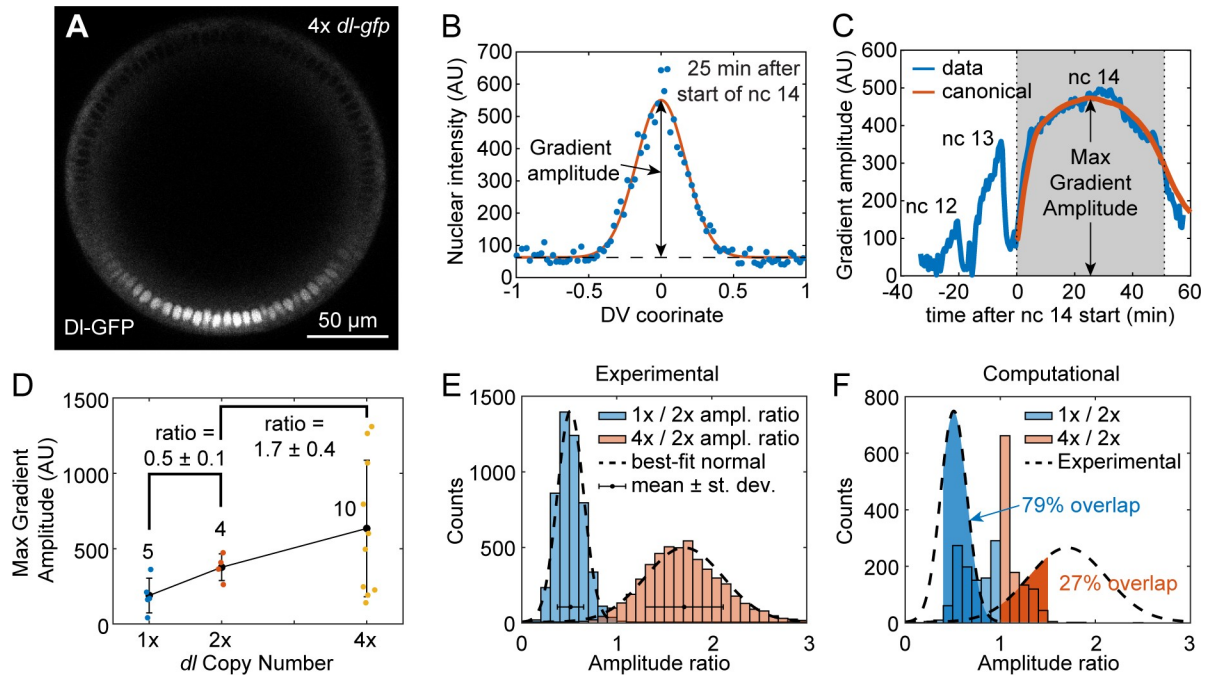 A
4x dl-gfp
Dl-GFP
50 µm
B
700
600
500
400
300
200
100
0
Nuclear intensity (AU)
25 min after
start of nc 14
Gradient
amplitude
-1
-0.5
0
0.5
1
DV coorinate
C
600
500
400
300
200
100
0
Gradient amplitude (AU)
data
canonical
nc 14
nc 13
nc 12
Max
Gradient
Amplitude
-40
-20
0
20
40
60
time after nc 14 start (min)
D
1500
1000
500
0
Max Gradient
Amplitude (AU)
ratio =
0.5 ± 0.1
ratio =
1.7 ± 0.4
5
4
10
1x
2x
4x
dl Copy Number
E
Experimental
1500
1000
500
0
Counts
1x / 2x ampl. ratio
4x / 2x ampl. ratio
best-fit normal
mean ± st. dev.
0
1
2
3
Amplitude ratio
F
Computational
800
600
400
200
0
Counts
1x / 2x
4x / 2x
Experimental
79% overlap
27% overlap
0
1
2
3
Amplitude ratio